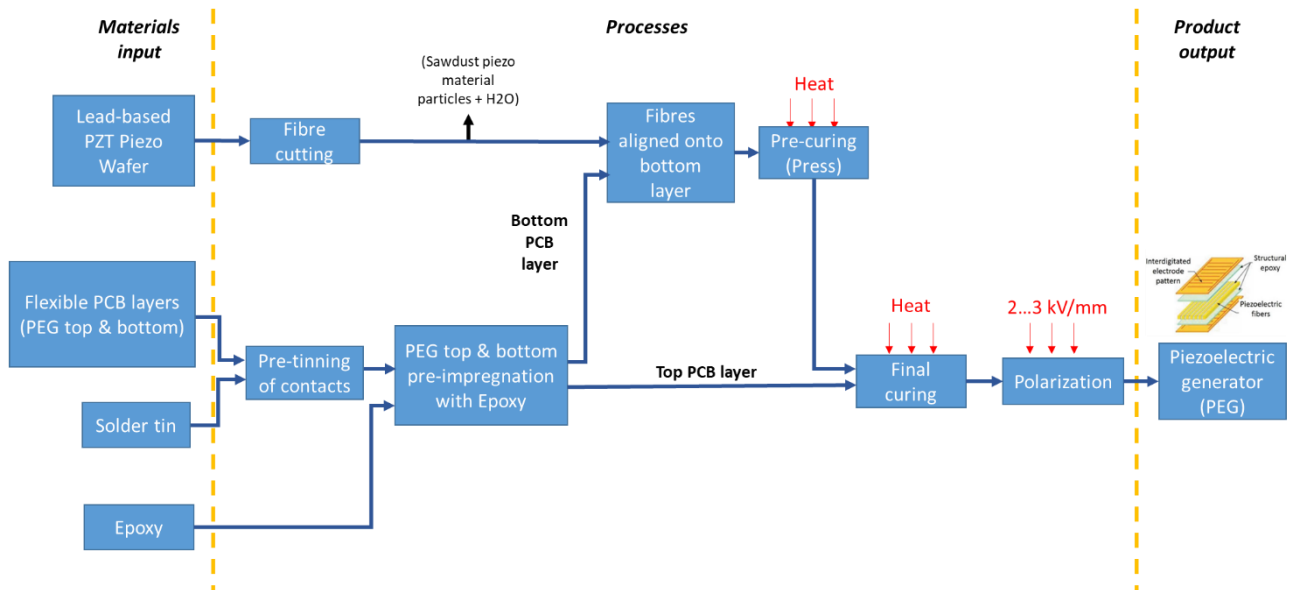 Materials
input
Processes
Product
output
(Sawdust piezo
material
particles + H2O)
Heat
Lead-based
PZT Piezo
Wafer
Fibre
cutting
Fibres
aligned onto
bottom
layer
Pre-curing
(Press)
Bottom
PCB
layer
Flexible PCB layers
(PEG top & bottom)
Pre-tinning
of contacts
PEG top & bottom
pre-impregnation
with Epoxy
Top PCB layer
Heat
Final
curing
2...3 kV/mm
Polarization
Interdigitated
electrode
pattern
Structural
epoxy
Piezoelectric
fibers
Piezoelectric
generator
(PEG)
Solder tin
Epoxy